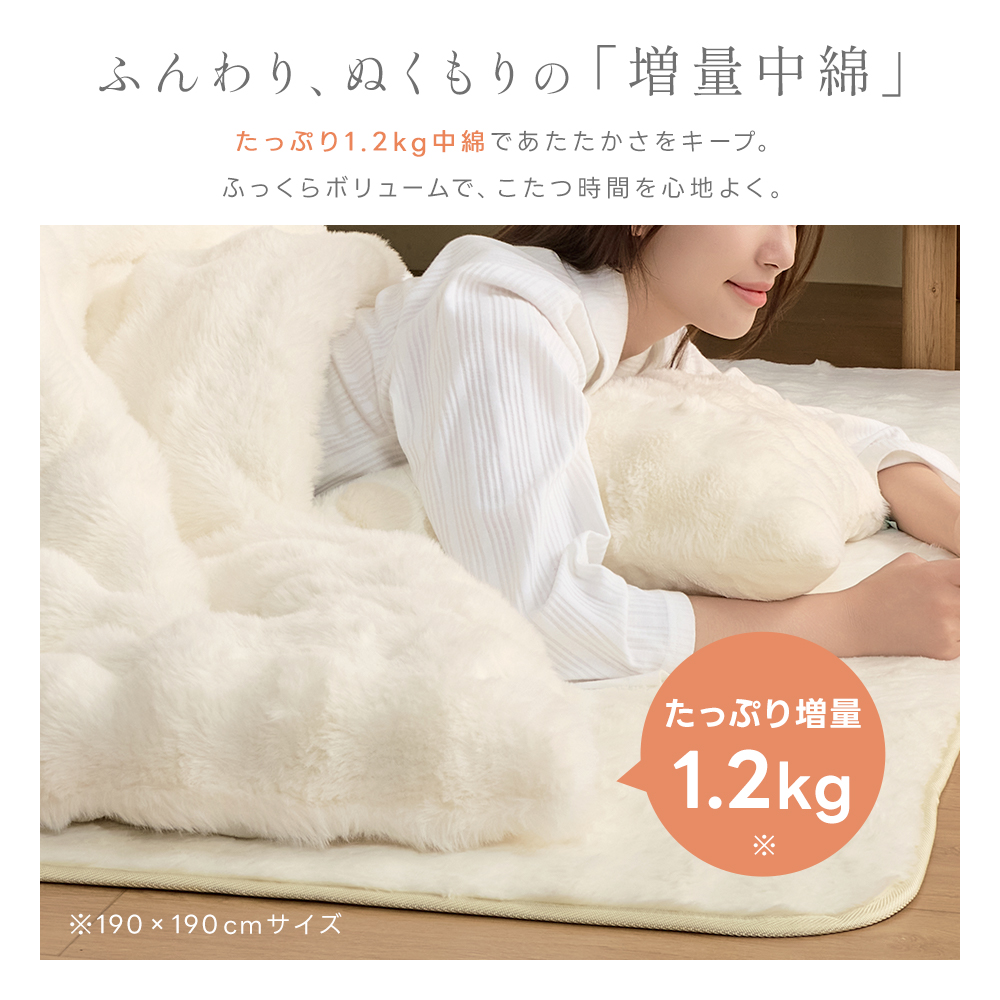 ふんわり、ぬくもりの「増量中綿」
たっぷり1.2kg中綿であたたかさをキープ。
ふっくらボリュームで、こたつ時間を心地よく。
たっぷり増量
1.2kg
※
※190×190cmサイズ